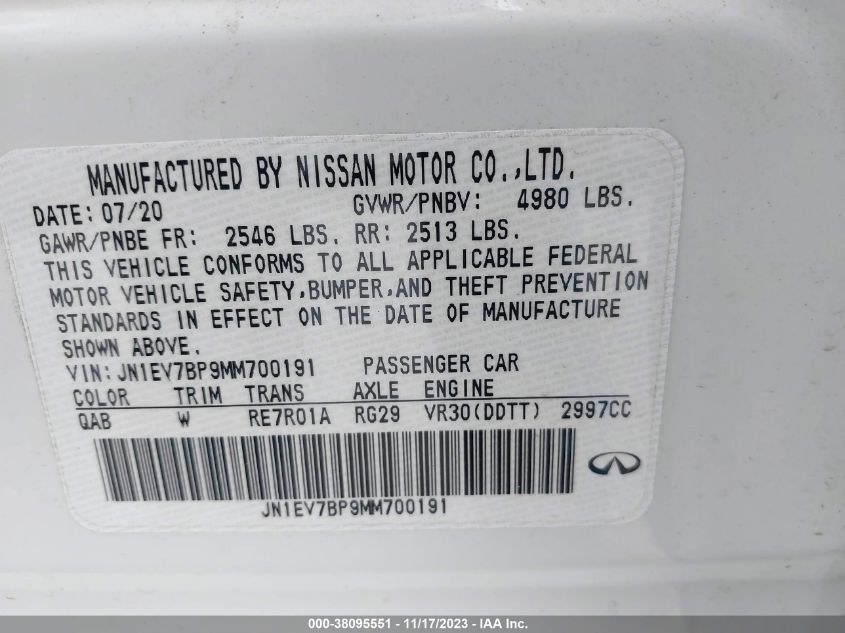 MANUFACTURED BY NISSAN MOTOR CO.,LTD.
DATE: 07/20 GVWR/PNBV: 4980 LBS.
GAWR/PNBE FR: 2546 LBS. RR: 2513 LBS.
THIS VEHICLE CONFORMS TO ALL APPLICABLE FEDERAL
MOTOR VEHICLE SAFETY,BUMPER,AND THEFT PREVENTION
STANDARDS IN EFFECT ON THE DATE OF MANUFACTURE
SHOWN ABOVE.
VIN:JN1EV7BP9MM700191 PASSENGER CAR
COLOR TRIM TRANS AXLE ENGINE
QAB W RE7R01A RG29 VR30(DDTT) 2997CC
JN1EV7BP9MM700191
000-38095551 - 11/17/2023 - IAA Inc.